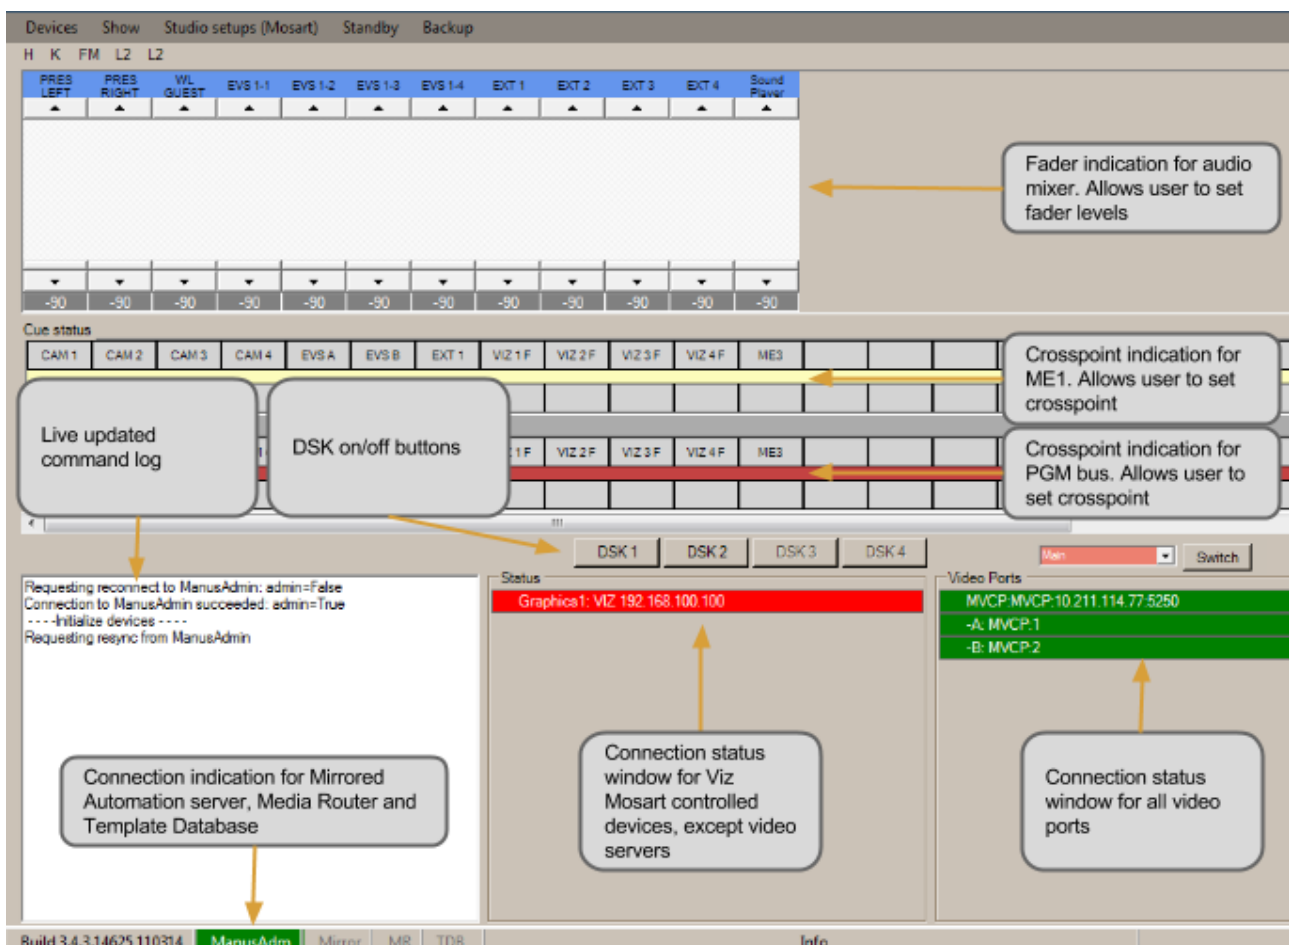 Devices Show Studio setups (Mosart) Standby Backup
H K FM L2 L2
PRES LEFT PRES RIGHT WL GUEST EVS 1-1 EVS 1-2 EVS 1-3 EVS 1-4 EXT 1 EXT 2 EXT 3 EXT 4 Sound Player
-90 -90 -90 -90 -90 -90 -90 -90 -90 -90 -90 -90
Fader indication for audio
mixer. Allows user to set
fader levels
Cue status
CAM 1 CAM 2 CAM 3 CAM 4 EVS A EVS B EXT 1 VIZ 1 F VIZ 2 F VIZ 3 F VIZ 4 F ME3
Crosspoint indication for
ME1. Allows user to set
crosspoint
Live updated
command log
DSK on/off buttons
1 F VIZ 2 F VIZ 3 F VIZ 4 F ME3
Crosspoint indication for
PGM bus. Allows user to
set crosspoint
DSK 1 DSK 2 DSK 3 DSK 4
Main Switch
Requesting reconnect to ManusAdmin: admin=False
Connection to ManusAdmin succeeded: admin=True
----Initialize devices ----
Requesting resync from ManusAdmin
Status
Graphics1: VIZ 192.168.100.100
Video Ports
MVCP:MVCP:10.211.114.77:5250
-A: MVCP:1
-B: MVCP:2
Connection indication for Mirrored
Automation server, Media Router and
Template Database
Connection status
window for Viz
Mosart controlled
devices, except video
servers
Connection status
window for all video
ports
Build 3.4.3.14625.110314 ManusAdm Mirror MR TDB Info